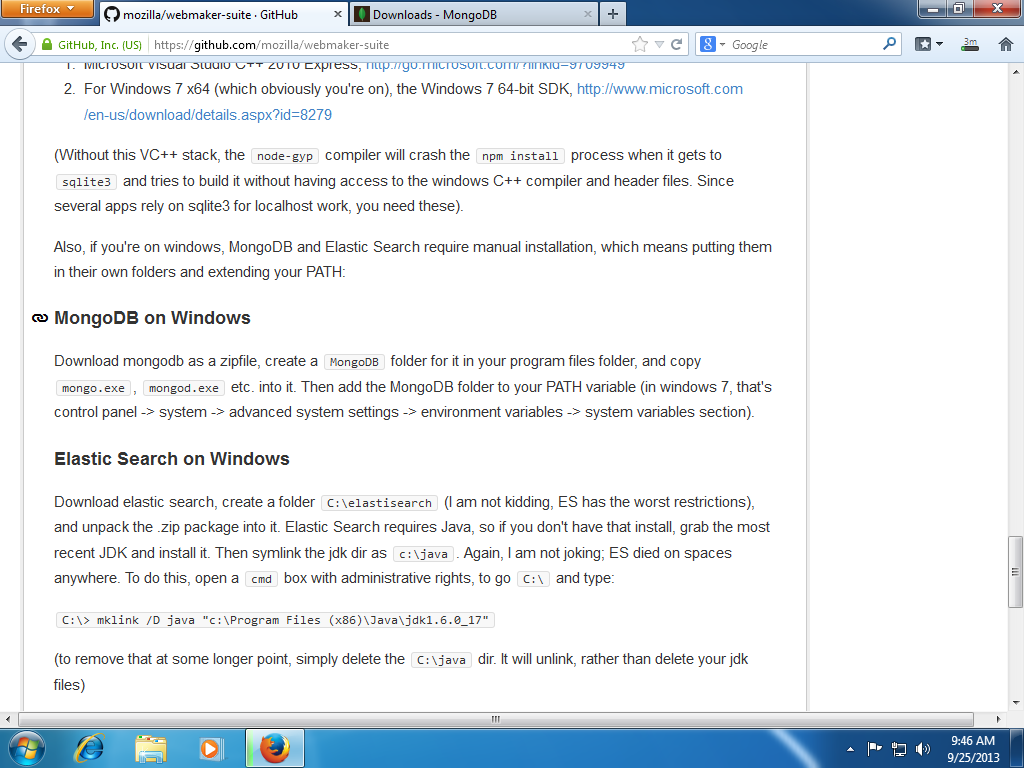 Firefox
mozilla/webmaker-suite · GitHub
Downloads - MongoDB
GitHub, Inc. (US)
https://github.com/mozilla/webmaker-suite
Google
3m
1. Microsoft Visual Studio C++ 2010 Express, http://go.microsoft.com/?linkid=9709949
2. For Windows 7 x64 (which obviously you're on), the Windows 7 64-bit SDK, http://www.microsoft.com
/en-us/download/details.aspx?id=8279
(Without this VC++ stack, the node-gyp compiler will crash the npm install process when it gets to
sqlite3 and tries to build it without having access to the windows C++ compiler and header files. Since
several apps rely on sqlite3 for localhost work, you need these).
Also, if you're on windows, MongoDB and Elastic Search require manual installation, which means putting them
in their own folders and extending your PATH:
MongoDB on Windows
Download mongodb as a zipfile, create a MongoDB folder for it in your program files folder, and copy
mongo.exe, mongod.exe etc. into it. Then add the MongoDB folder to your PATH variable (in windows 7, that's
control panel -> system -> advanced system settings -> environment variables -> system variables section).
Elastic Search on Windows
Download elastic search, create a folder C:\elastisearch (I am not kidding, ES has the worst restrictions),
and unpack the .zip package into it. Elastic Search requires Java, so if you don't have that install, grab the most
recent JDK and install it. Then symlink the jdk dir as c:\java. Again, I am not joking; ES died on spaces
anywhere. To do this, open a cmd box with administrative rights, to go C:\ and type:
C:\> mklink /D java "c:\Program Files (x86)\Java\jdk1.6.0_17"
(to remove that at some longer point, simply delete the C:\java dir. It will unlink, rather than delete your jdk
files)
9:46 AM
9/25/2013